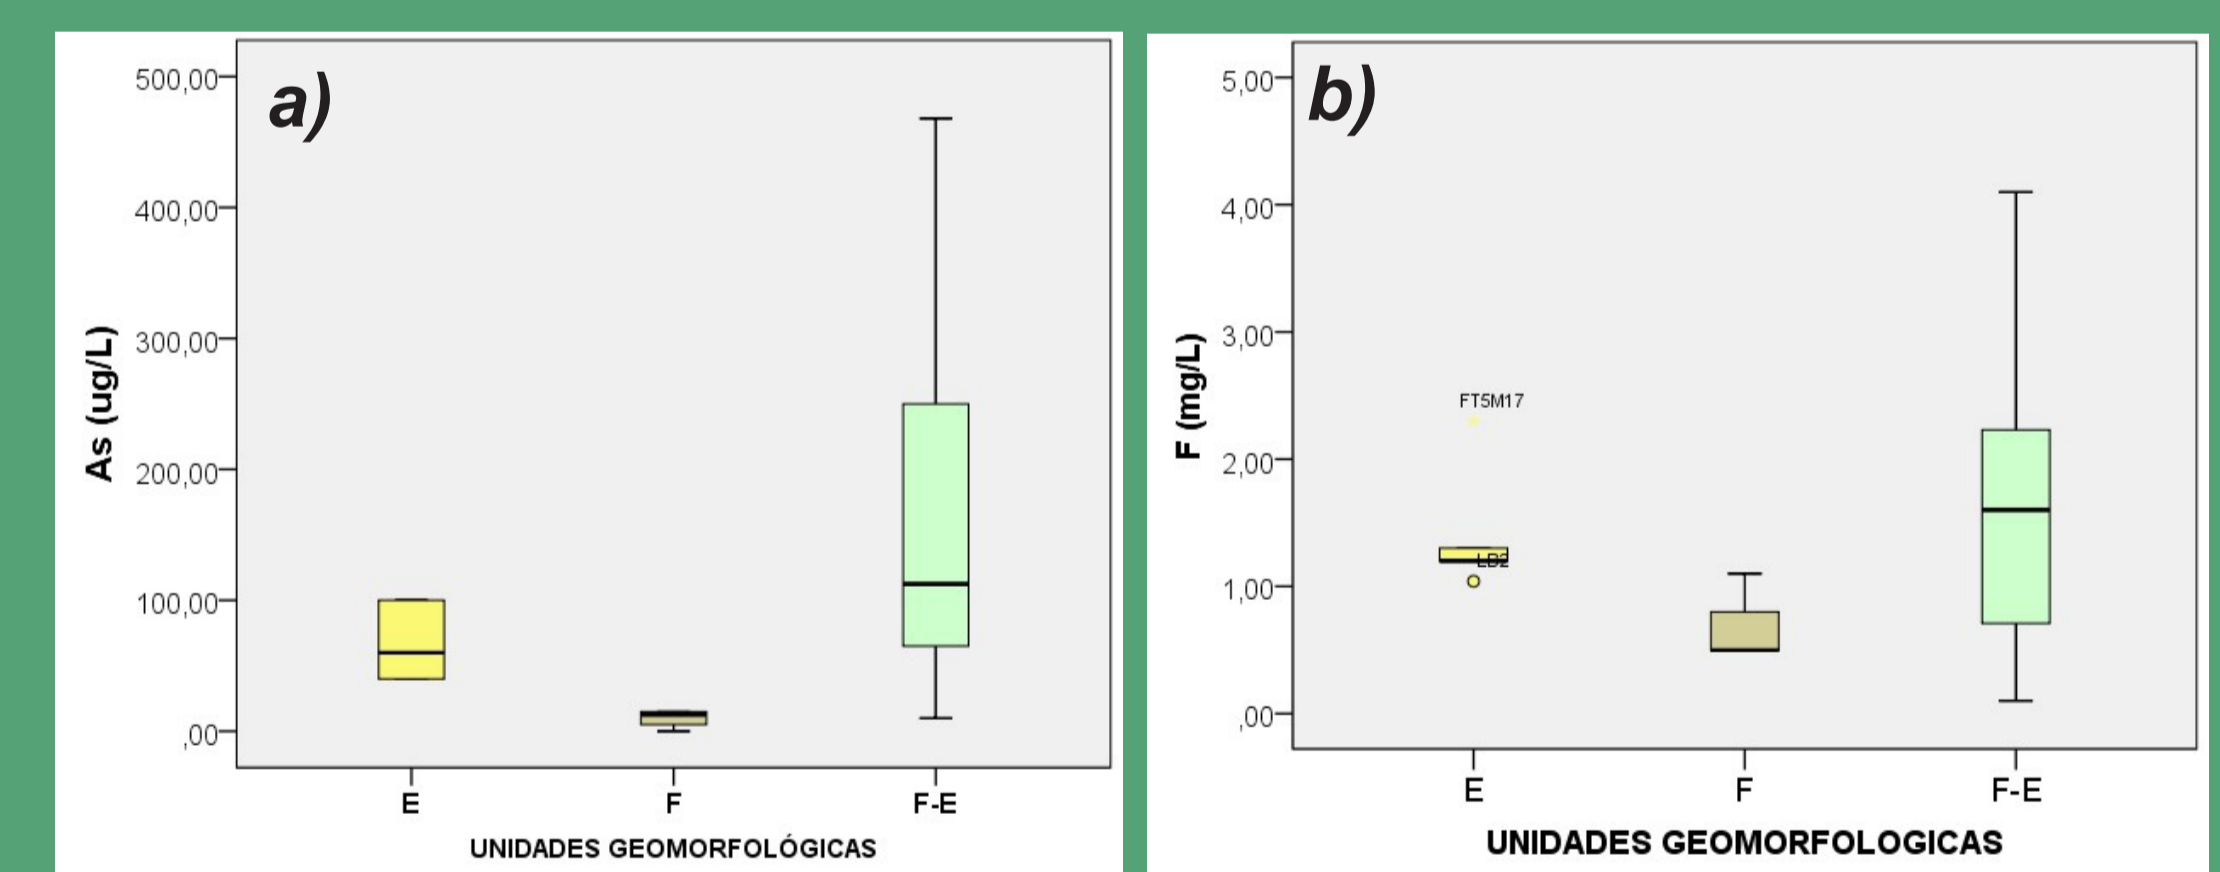 a)
500,00
400,00
300,00
200,00
100,00
,00
As (ug/L)
E F F-E
UNIDADES GEOMORFOLÓGICAS
b)
5,00
4,00
3,00
2,00
1,00
,00
F (mg/L)
FT5M17
LB2
E F F-E
UNIDADES GEOMORFOLOGICAS